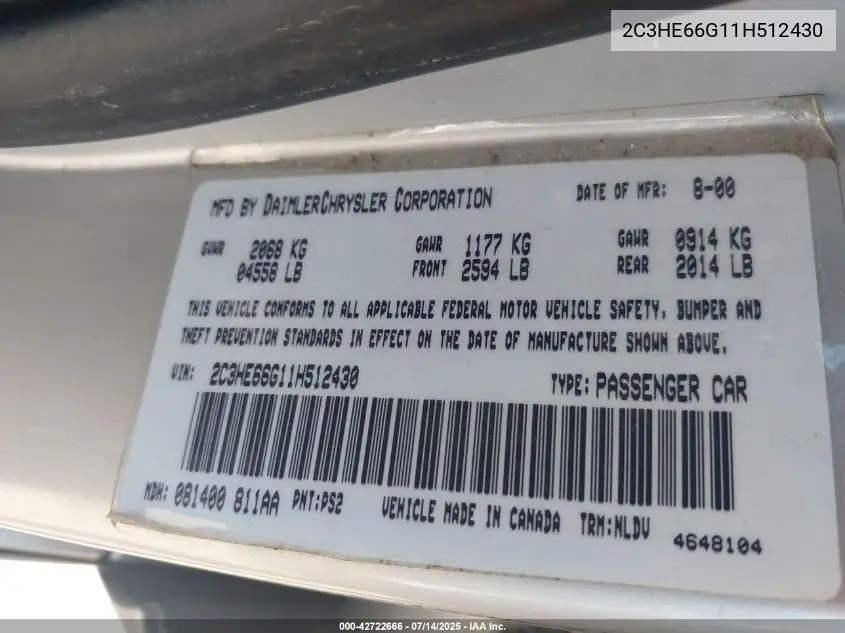 2C3HE66G11H512430
MFD BY DAIMLERCHRYSLER CORPORATION DATE OF MFR: 8-00
GVWR 2068 KG GAWR 1177 KG GAWR 0914 KG
04558 LB FRONT 2594 LB REAR 2014 LB
THIS VEHICLE CONFORMS TO ALL APPLICABLE FEDERAL MOTOR VEHICLE SAFETY, BUMPER AND
THEFT PREVENTION STANDARDS IN EFFECT ON THE DATE OF MANUFACTURE SHOWN ABOVE.
VIN: 2C3HE66G11H512430 TYPE: PASSENGER CAR
MDH: 081400 811AA PNT:PS2 VEHICLE MADE IN CANADA TRM:NLDV 4648104
000-42722666 - 07/14/2025 - IAA Inc.